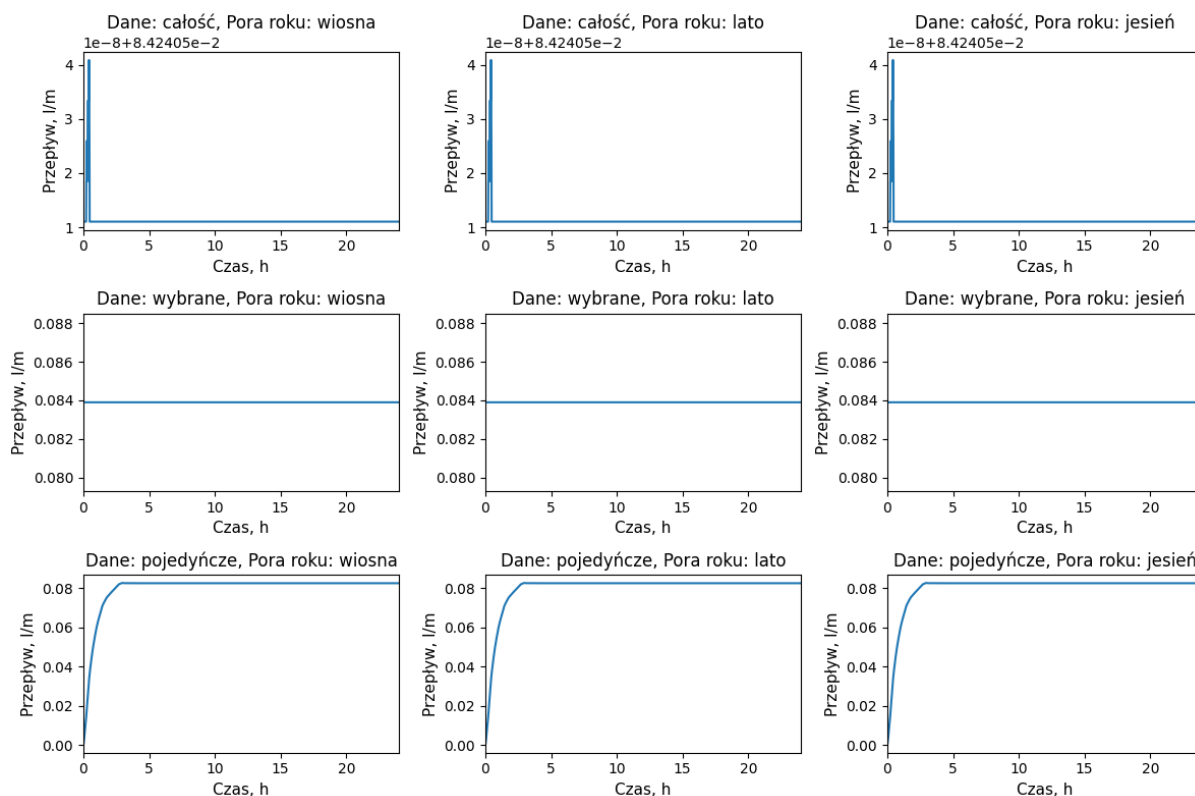 Dane: całość, Pora roku: wiosna
1e−8+8.42405e−2
Przepływ, l/m
4
3
2
1
0 5 10 15 20
Czas, h
Dane: całość, Pora roku: lato
1e−8+8.42405e−2
Przepływ, l/m
4
3
2
1
0 5 10 15 20
Czas, h
Dane: całość, Pora roku: jesień
1e−8+8.42405e−2
Przepływ, l/m
4
3
2
1
0 5 10 15 20
Czas, h
Dane: wybrane, Pora roku: wiosna
Przepływ, l/m
0.088
0.086
0.084
0.082
0.080
0 5 10 15 20
Czas, h
Dane: wybrane, Pora roku: lato
Przepływ, l/m
0.088
0.086
0.084
0.082
0.080
0 5 10 15 20
Czas, h
Dane: wybrane, Pora roku: jesień
Przepływ, l/m
0.088
0.086
0.084
0.082
0.080
0 5 10 15 20
Czas, h
Dane: pojedyńcze, Pora roku: wiosna
Przepływ, l/m
0.08
0.06
0.04
0.02
0.00
0 5 10 15 20
Czas, h
Dane: pojedyńcze, Pora roku: lato
Przepływ, l/m
0.08
0.06
0.04
0.02
0.00
0 5 10 15 20
Czas, h
Dane: pojedyńcze, Pora roku: jesień
Przepływ, l/m
0.08
0.06
0.04
0.02
0.00
0 5 10 15 20
Czas, h